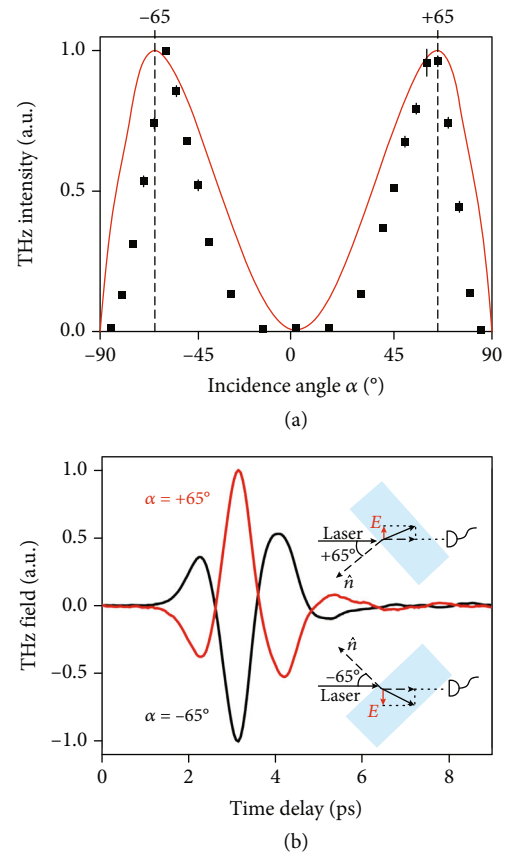 −65 +65
1.0
0.5
0.0
THz intensity (a.u.)
−90 −45 0 45 90
Incidence angle α (°)
(a)
1.0
0.5
0.0
−0.5
−1.0
THz field (a.u.)
α = +65°
α = −65°
Laser
+65°
E
n̂
n̂
−65°
Laser
E
0 2 4 6 8
Time delay (ps)
(b)